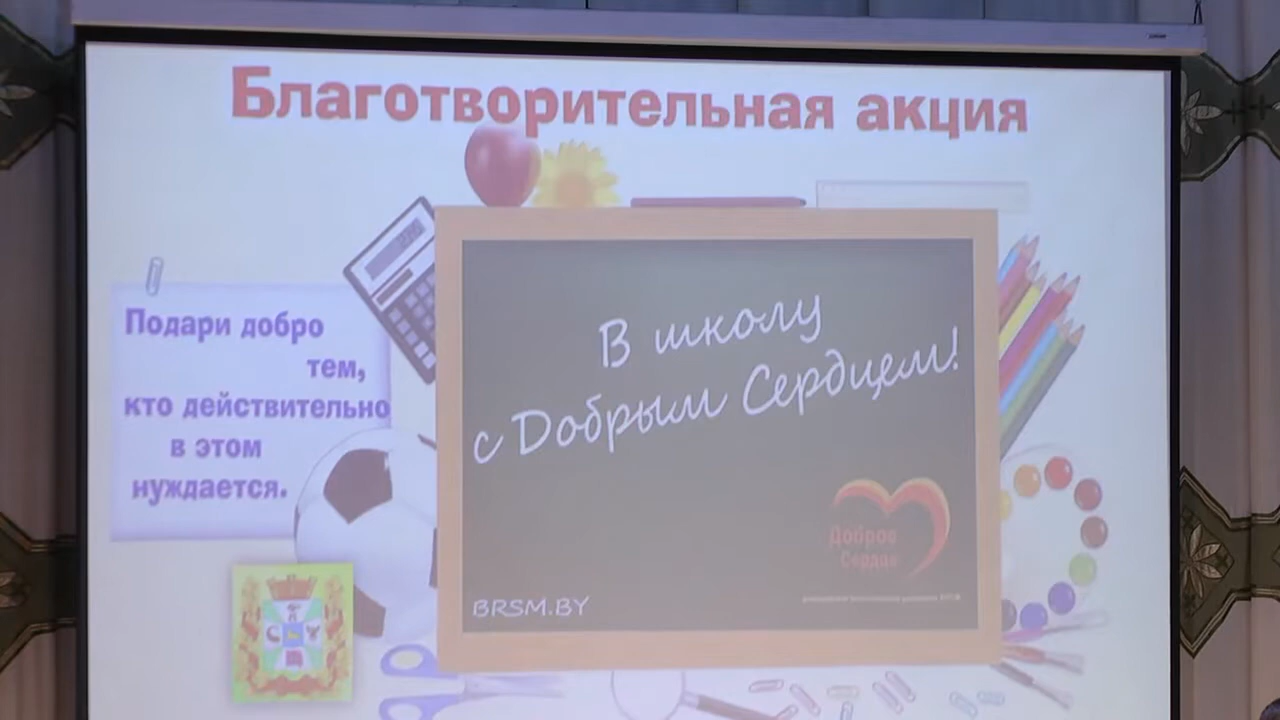 Благотворительная акция
Подари добро
тем,
кто действительно
в этом
нуждается.
В школу
с Добрым Сердцем!
Доброе
Сердце
BRSM.BY